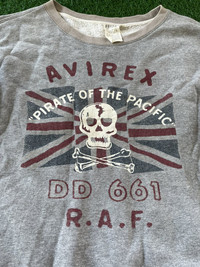 AVIREX
"PIRATE OF THE PACIFIC"
DD 661
R.A.F.